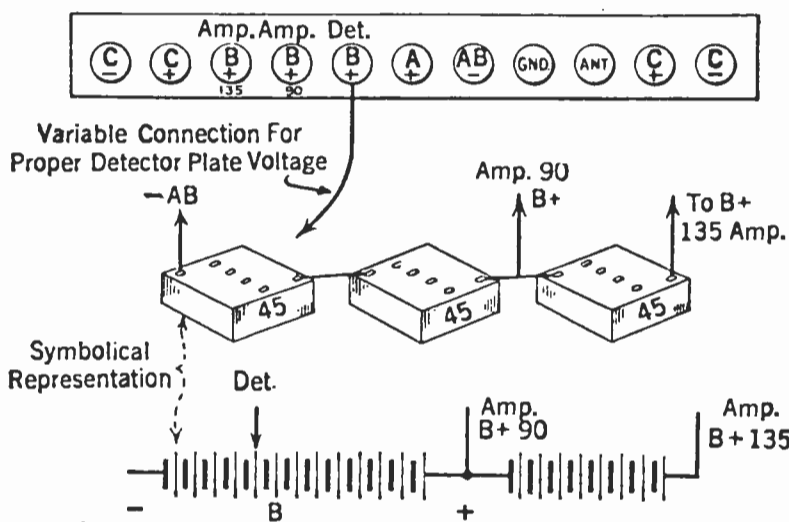 Amp. Amp. Det.
C - C + B + B + B + A + AB - GND. ANT C + C -
135 90
Variable Connection For
Proper Detector Plate Voltage
- AB
Amp. 90
B+
To B+
135 Amp.
45 45 45
Symbolical
Representation
Det.
Amp.
B+ 90
Amp.
B+ 135
- B +